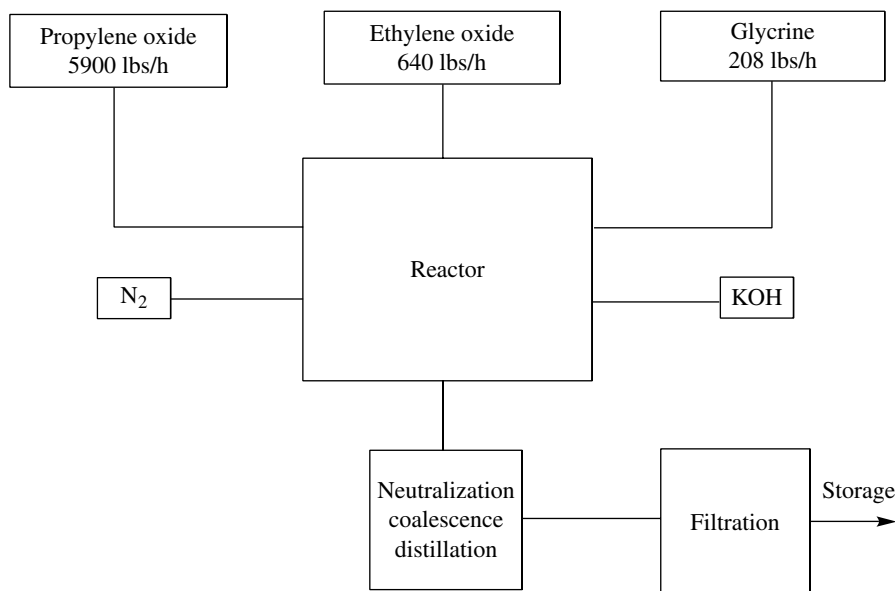 Propylene oxide
5900 lbs/h
Ethylene oxide
640 lbs/h
Glycrine
208 lbs/h
Reactor
N2
KOH
Neutralization
coalescence
distillation
Filtration
Storage